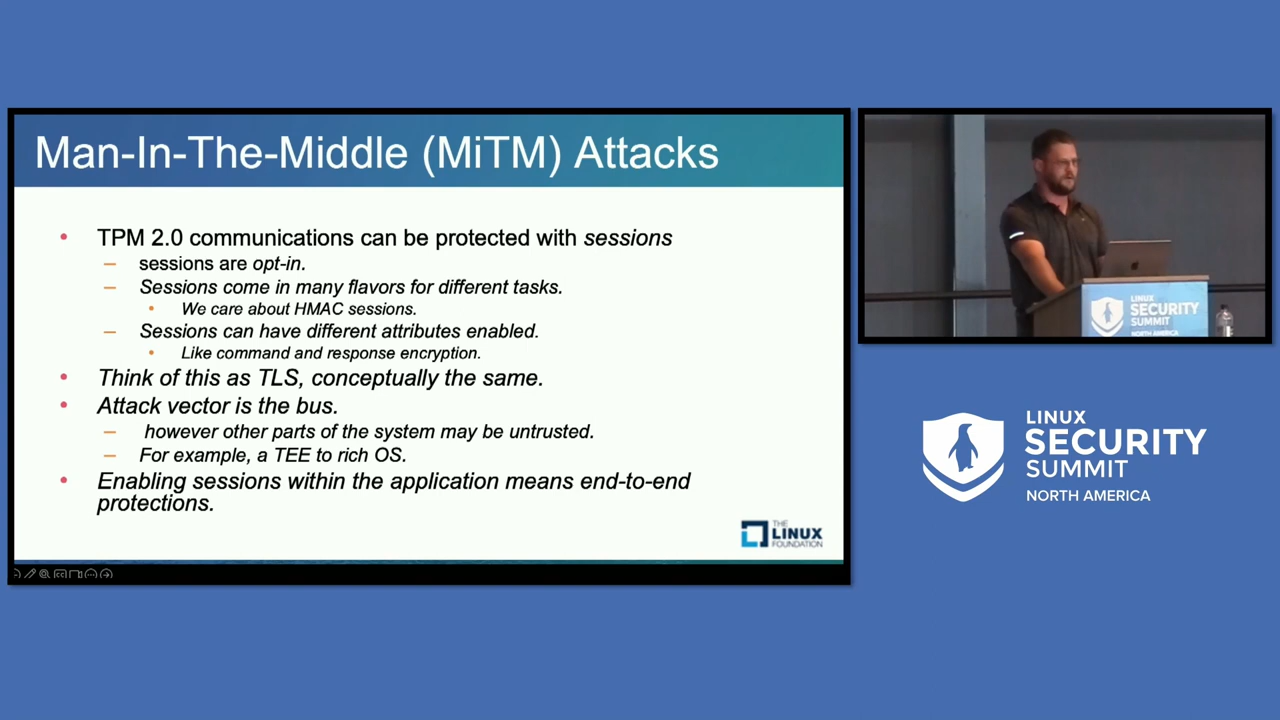 Man-In-The-Middle (MiTM) Attacks
• TPM 2.0 communications can be protected with sessions
– sessions are opt-in.
– Sessions come in many flavors for different tasks.
• We care about HMAC sessions.
– Sessions can have different attributes enabled.
• Like command and response encryption.
• Think of this as TLS, conceptually the same.
• Attack vector is the bus.
– however other parts of the system may be untrusted.
– For example, a TEE to rich OS.
• Enabling sessions within the application means end-to-end
protections.
THE
LINUX
FOUNDATION
LINUX
SECURITY
SUMMIT
NORTH AMERICA
LINUX
SECURITY
SUMMIT
NORTH AMERICA